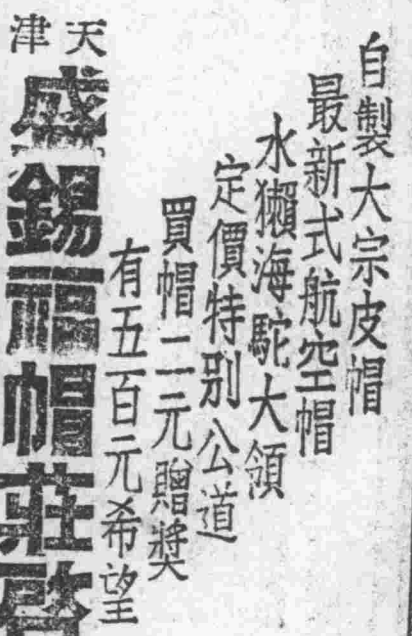 自製大宗皮帽
最新式航空帽
水獺海駝大領
定價特別公道
買帽二元贈獎
有五百元希望
天津
盛錫福帽莊啓